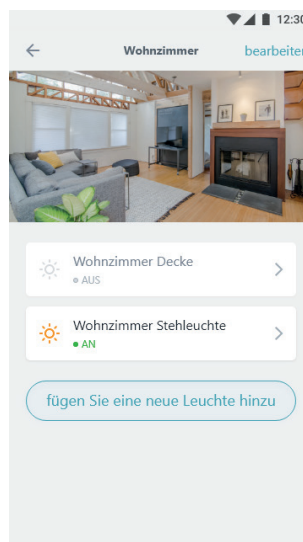 12:30
Wohnzimmer bearbeiten
Wohnzimmer Decke
AUS
Wohnzimmer Stehleuchte
AN
fügen Sie eine neue Leuchte hinzu